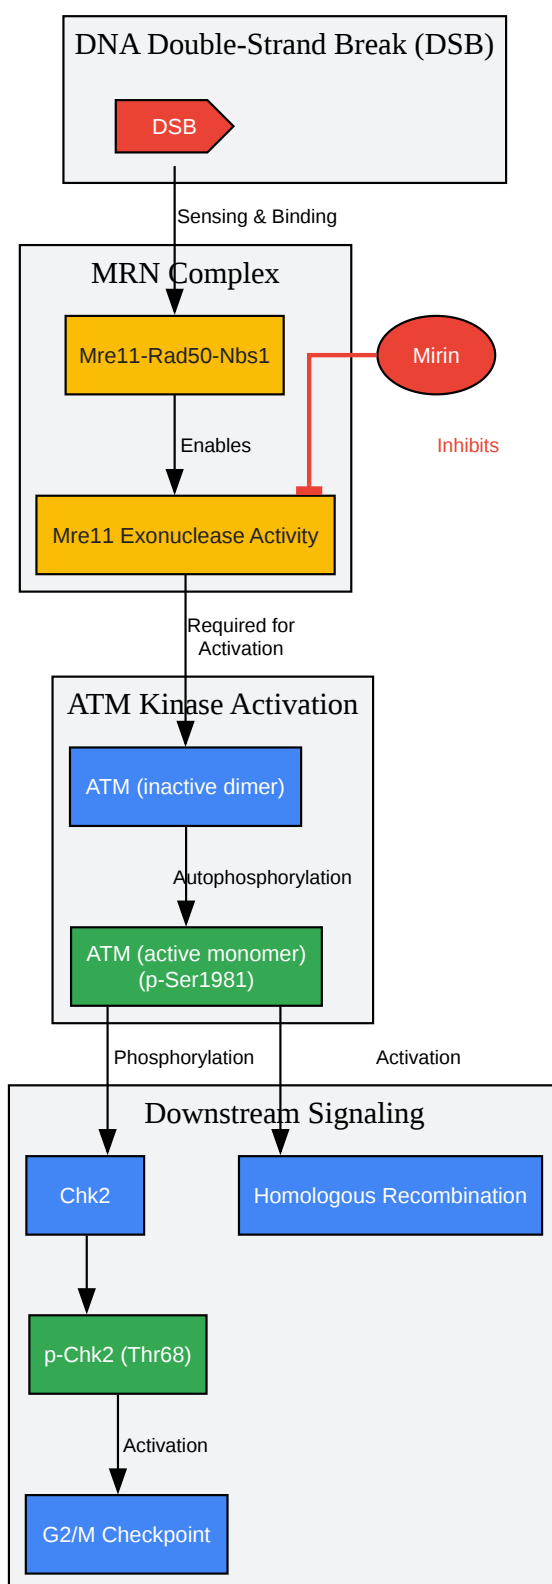 DNA Double-Strand Break (DSB)
DSB
Sensing & Binding
MRN Complex
Mre11-Rad50-Nbs1
Mirin
Enables
Inhibits
Mre11 Exonuclease Activity
Required for
Activation
ATM Kinase Activation
ATM (inactive dimer)
Autophosphorylation
ATM (active monomer)
(p-Ser1981)
Phosphorylation
Activation
Downstream Signaling
Chk2
Homologous Recombination
p-Chk2 (Thr68)
Activation
G2/M Checkpoint